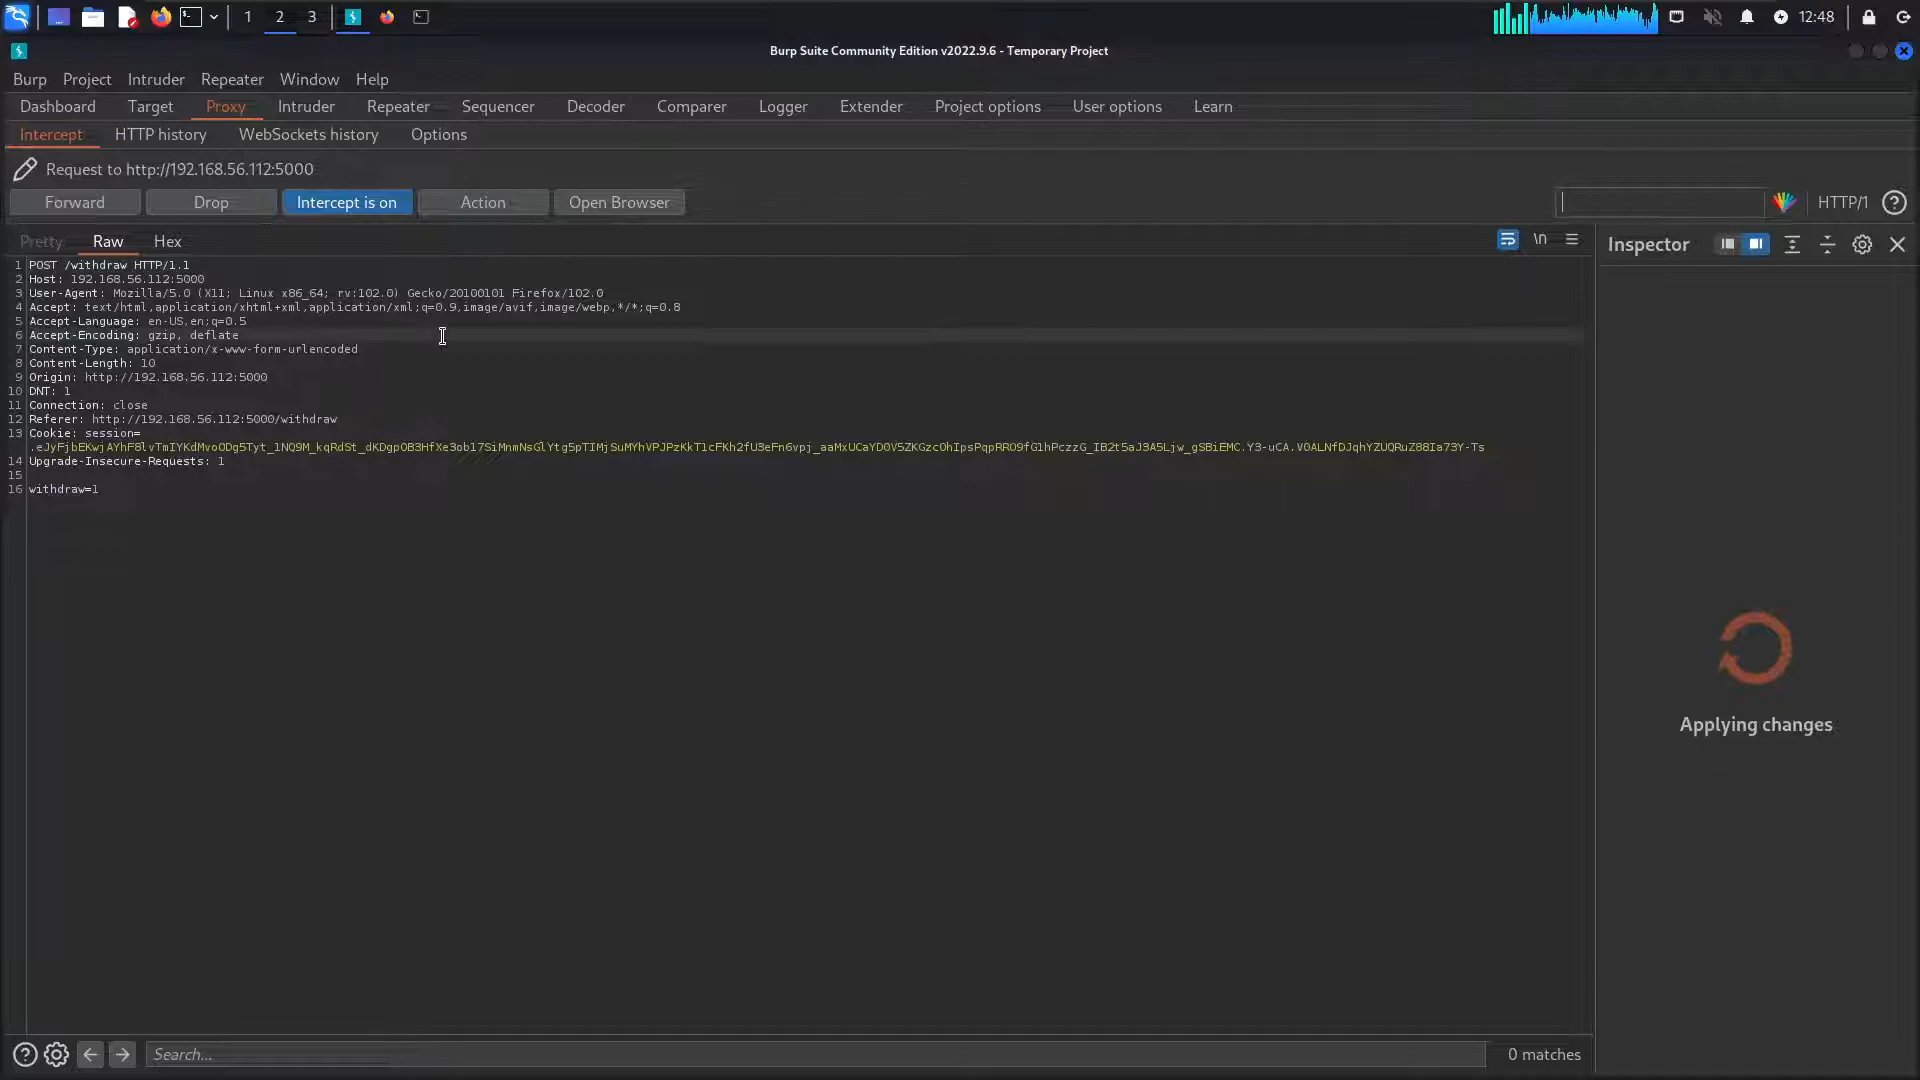 1 2 3 12:48
Burp Suite Community Edition v2022.9.6 - Temporary Project
Burp Project Intruder Repeater Window Help
Dashboard Target Proxy Intruder Repeater Sequencer Decoder Comparer Logger Extender Project options User options Learn
Intercept HTTP history WebSockets history Options
Request to http://192.168.56.112:5000
Forward Drop Intercept is on Action Open Browser HTTP/1
Pretty Raw Hex \n Inspector
1 POST /withdraw HTTP/1.1
2 Host: 192.168.56.112:5000
3 User-Agent: Mozilla/5.0 (X11; Linux x86_64; rv:102.0) Gecko/20100101 Firefox/102.0
4 Accept: text/html,application/xhtml+xml,application/xml;q=0.9,image/avif,image/webp,*/*;q=0.8
5 Accept-Language: en-US,en;q=0.5
6 Accept-Encoding: gzip, deflate
7 Content-Type: application/x-www-form-urlencoded
8 Content-Length: 10
9 Origin: http://192.168.56.112:5000
10 DNT: 1
11 Connection: close
12 Referer: http://192.168.56.112:5000/withdraw
13 Cookie: session=
14 Upgrade-Insecure-Requests: 1
15
16 withdraw=1
Applying changes
Search... 0 matches